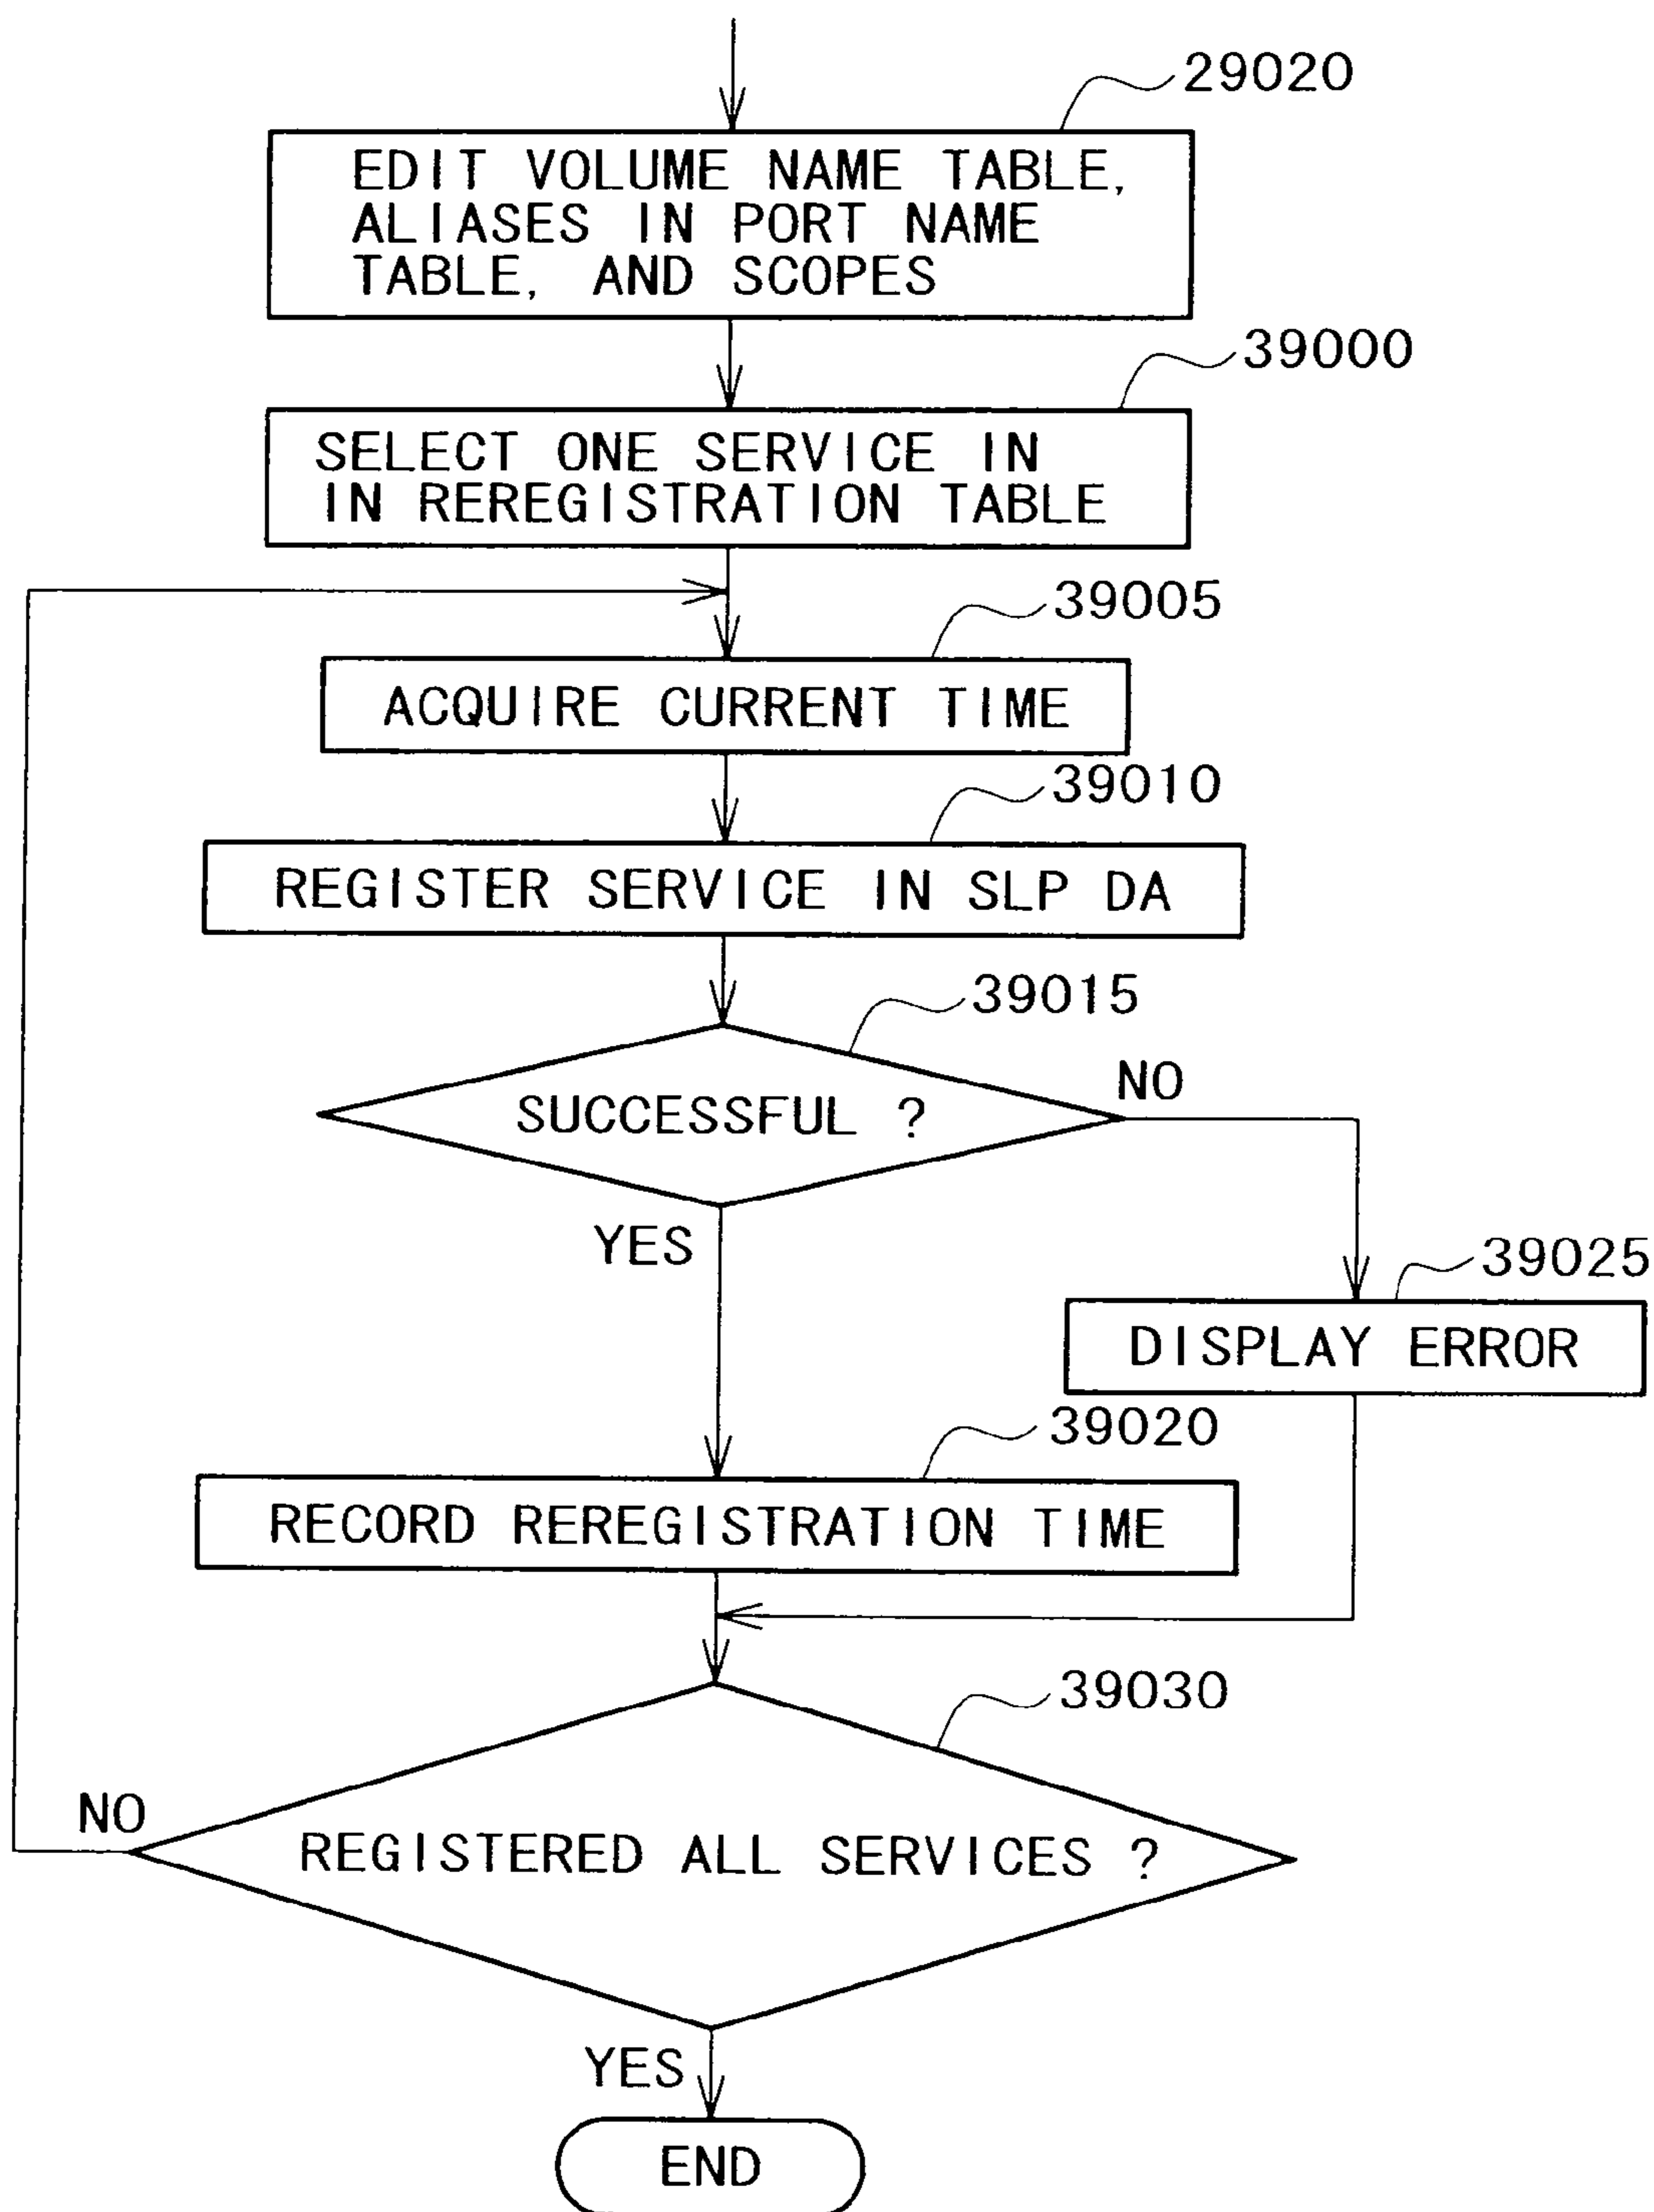 29020
EDIT VOLUME NAME TABLE,
ALIASES IN PORT NAME
TABLE, AND SCOPES
39000
SELECT ONE SERVICE IN
IN REREGISTRATION TABLE
39005
ACQUIRE CURRENT TIME
39010
REGISTER SERVICE IN SLP DA
39015
SUCCESSFUL ?
NO
YES
39025
DISPLAY ERROR
39020
RECORD REREGISTRATION TIME
39030
NO
REGISTERED ALL SERVICES ?
YES
END